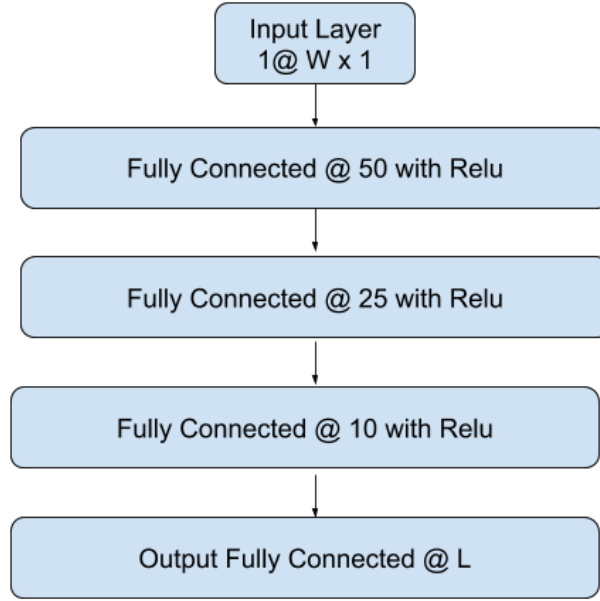 Input Layer
1@ W x 1
Fully Connected @ 50 with Relu
Fully Connected @ 25 with Relu
Fully Connected @ 10 with Relu
Output Fully Connected @ L